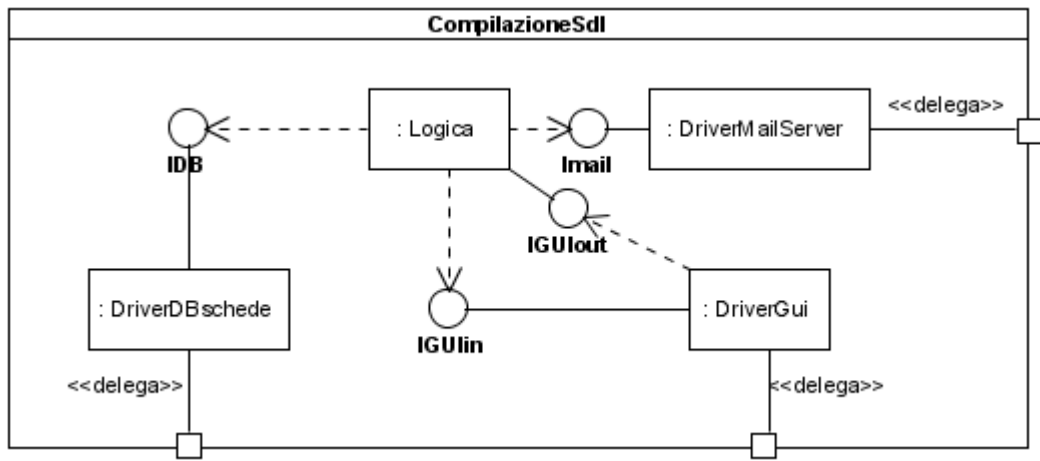 CompilazioneSdI
<<delega>>
: Logica
: DriverMailServer
IDB
Imail
IGUIout
: DriverDBschede
: DriverGui
IGUIin
<<delega>>
<<delega>>